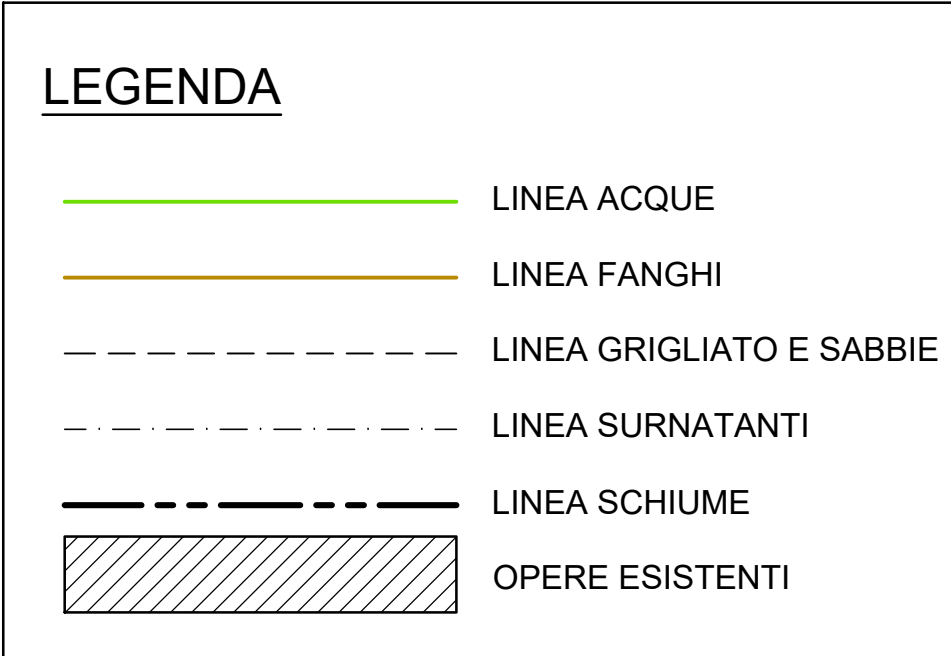 LEGENDA
LINEA ACQUE
LINEA FANGHI
LINEA GRIGLIATO E SABBIE
LINEA SURNATANTI
LINEA SCHIUME
OPERE ESISTENTI